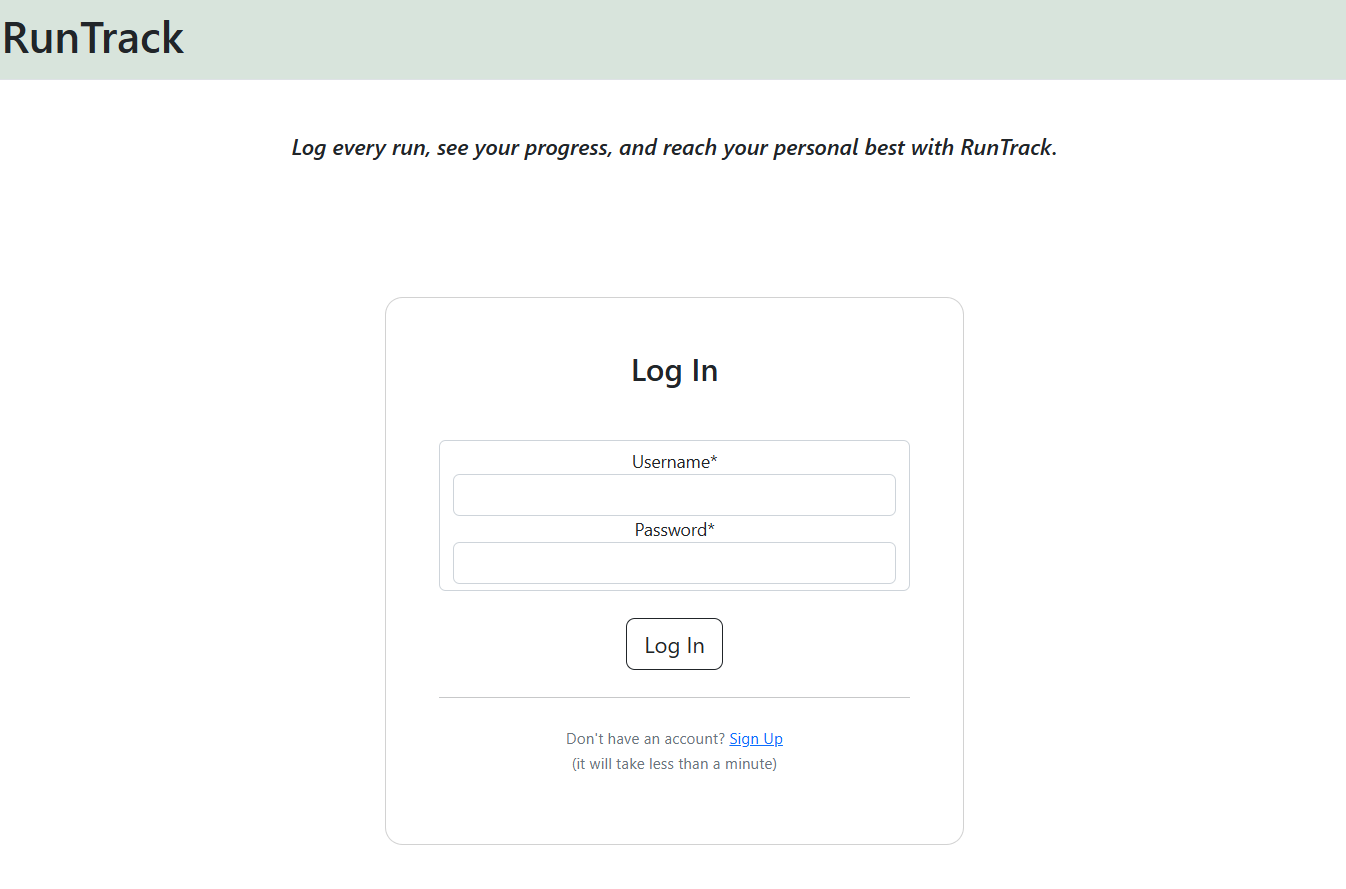 RunTrack
Log every run, see your progress, and reach your personal best with RunTrack.
Log In
Username*
Password*
Log In
Don't have an account? Sign Up
(it will take less than a minute)